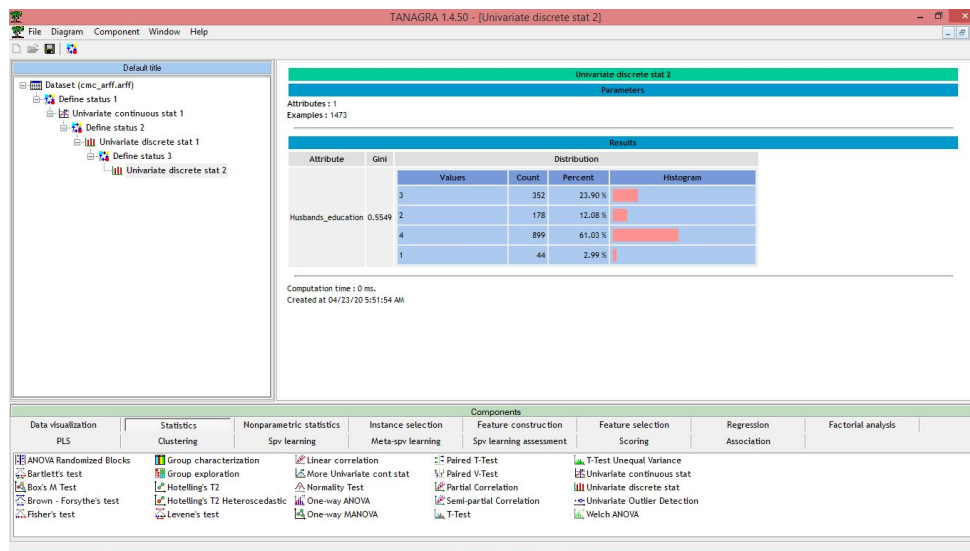 TANAGRA 1.4.50 - [Univariate discrete stat 2]
File Diagram Component Window Help
Default title
Dataset (cmc_arff.arff)
Define status 1
Univariate continuous stat 1
Define status 2
Univariate discrete stat 1
Define status 3
Univariate discrete stat 2
Univariate discrete stat 2
Parameters
Attributes : 1
Examples : 1473
Results
Attribute Gini Distribution
Values Count Percent Histogram
3 352 23.90 %
Husbands_education 0.5549 2 178 12.08 %
4 899 61.03 %
1 44 2.99 %
Computation time : 0 ms.
Created at 04/23/20 5:51:54 AM
Components
Data visualization Statistics Nonparametric statistics Instance selection Feature construction Feature selection Regression Factorial analysis
PLS Clustering Spv learning Meta-spv learning Spv learning assessment Scoring Association
ANOVA Randomized Blocks Group characterization Linear correlation Paired T-Test T-Test Unequal Variance
Bartlett's test Group exploration More Univariate cont stat Paired V-Test Univariate continuous stat
Box's M Test Hotelling's T2 Normality Test Partial Correlation Univariate discrete stat
Brown - Forsythe's test Hotelling's T2 Heteroscedastic One-way ANOVA Semi-partial Correlation Univariate Outlier Detection
Fisher's test Levene's test One-way MANOVA T-Test Welch ANOVA